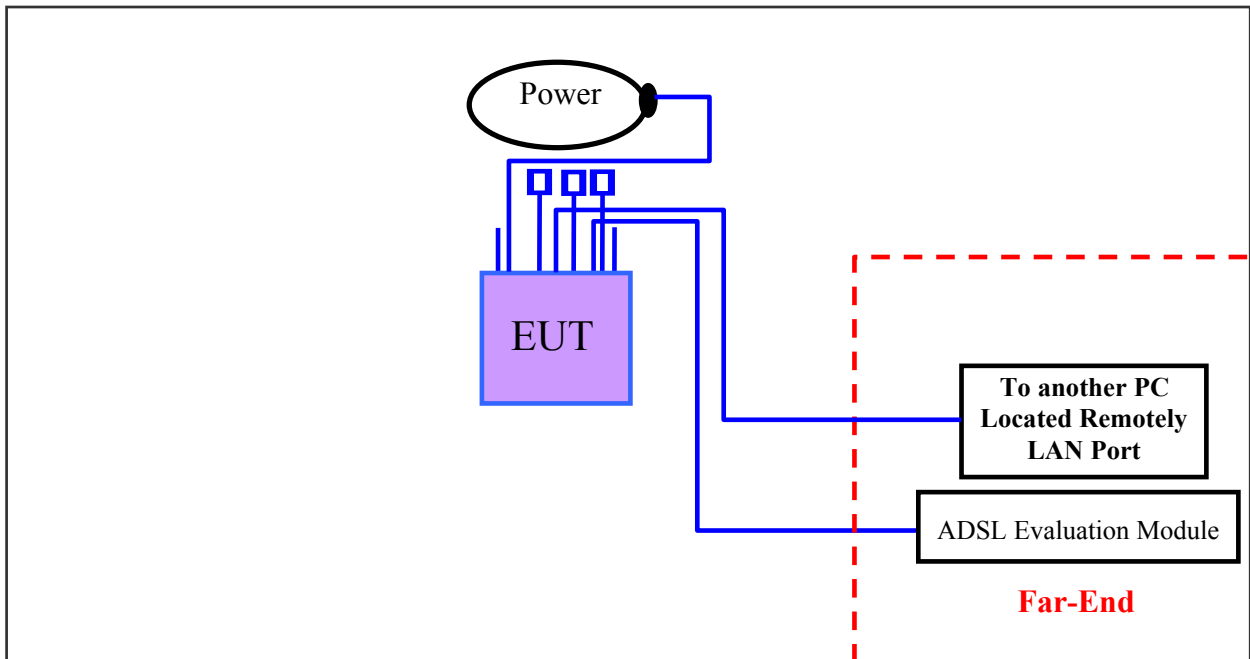 Power
EUT
To another PC
Located Remotely
LAN Port
ADSL Evaluation Module
Far-End